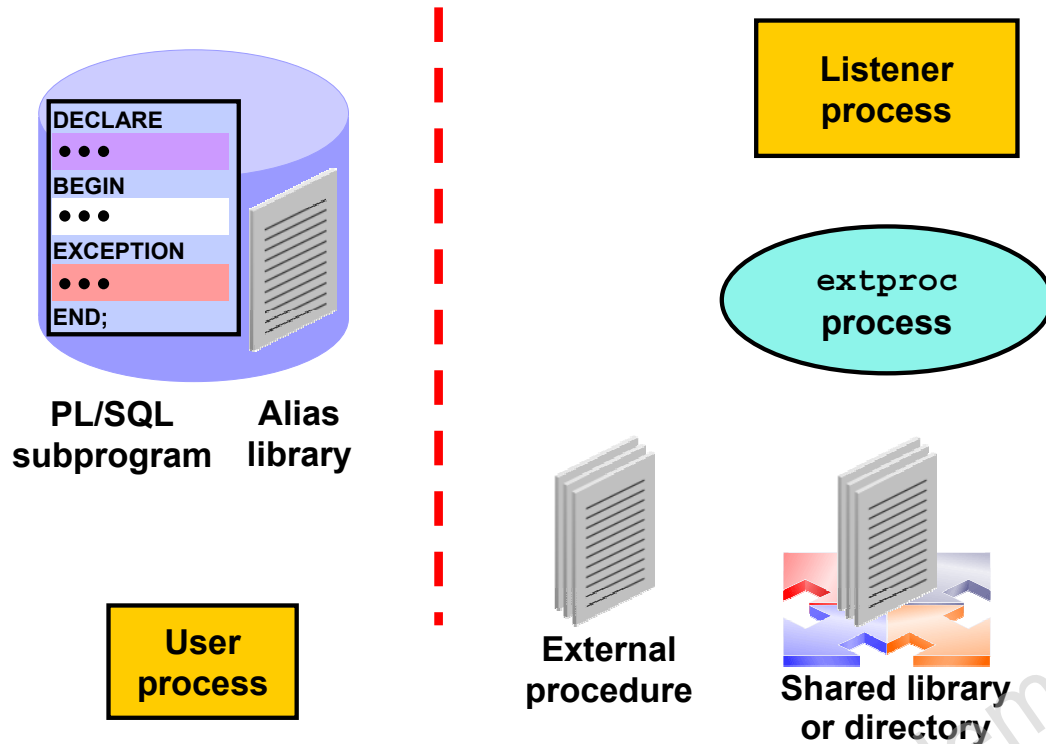 DECLARE
•••
BEGIN
•••
EXCEPTION
•••
END;
PL/SQL
subprogram
Alias
library
User
process
Listener
process
extproc
process
External
procedure
Shared library
or directory